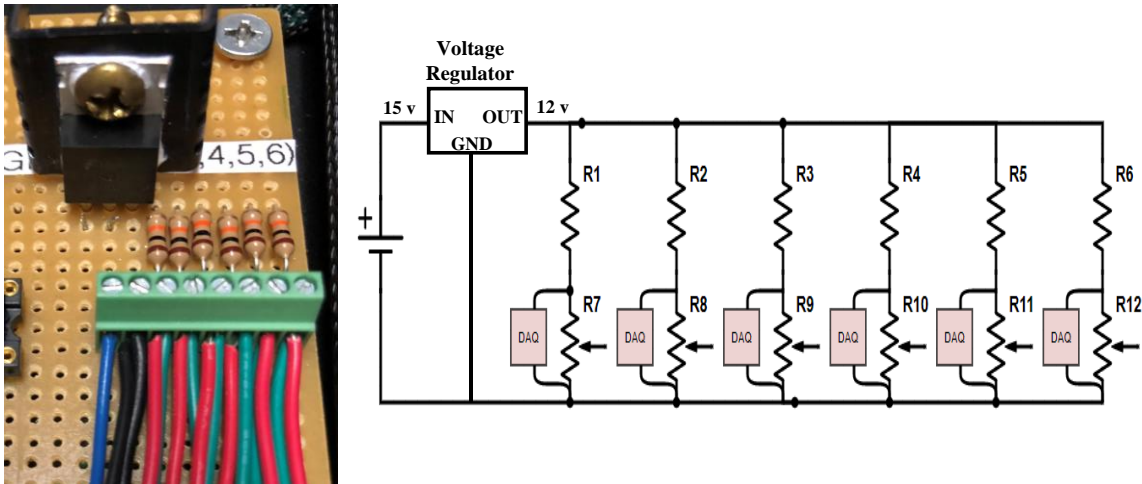 4,5,6)
Voltage
Regulator
15 v
IN OUT
12 v
GND
R1 R2 R3 R4 R5 R6
R7 R8 R9 R10 R11 R12
DAQ DAQ DAQ DAQ DAQ DAQ
+